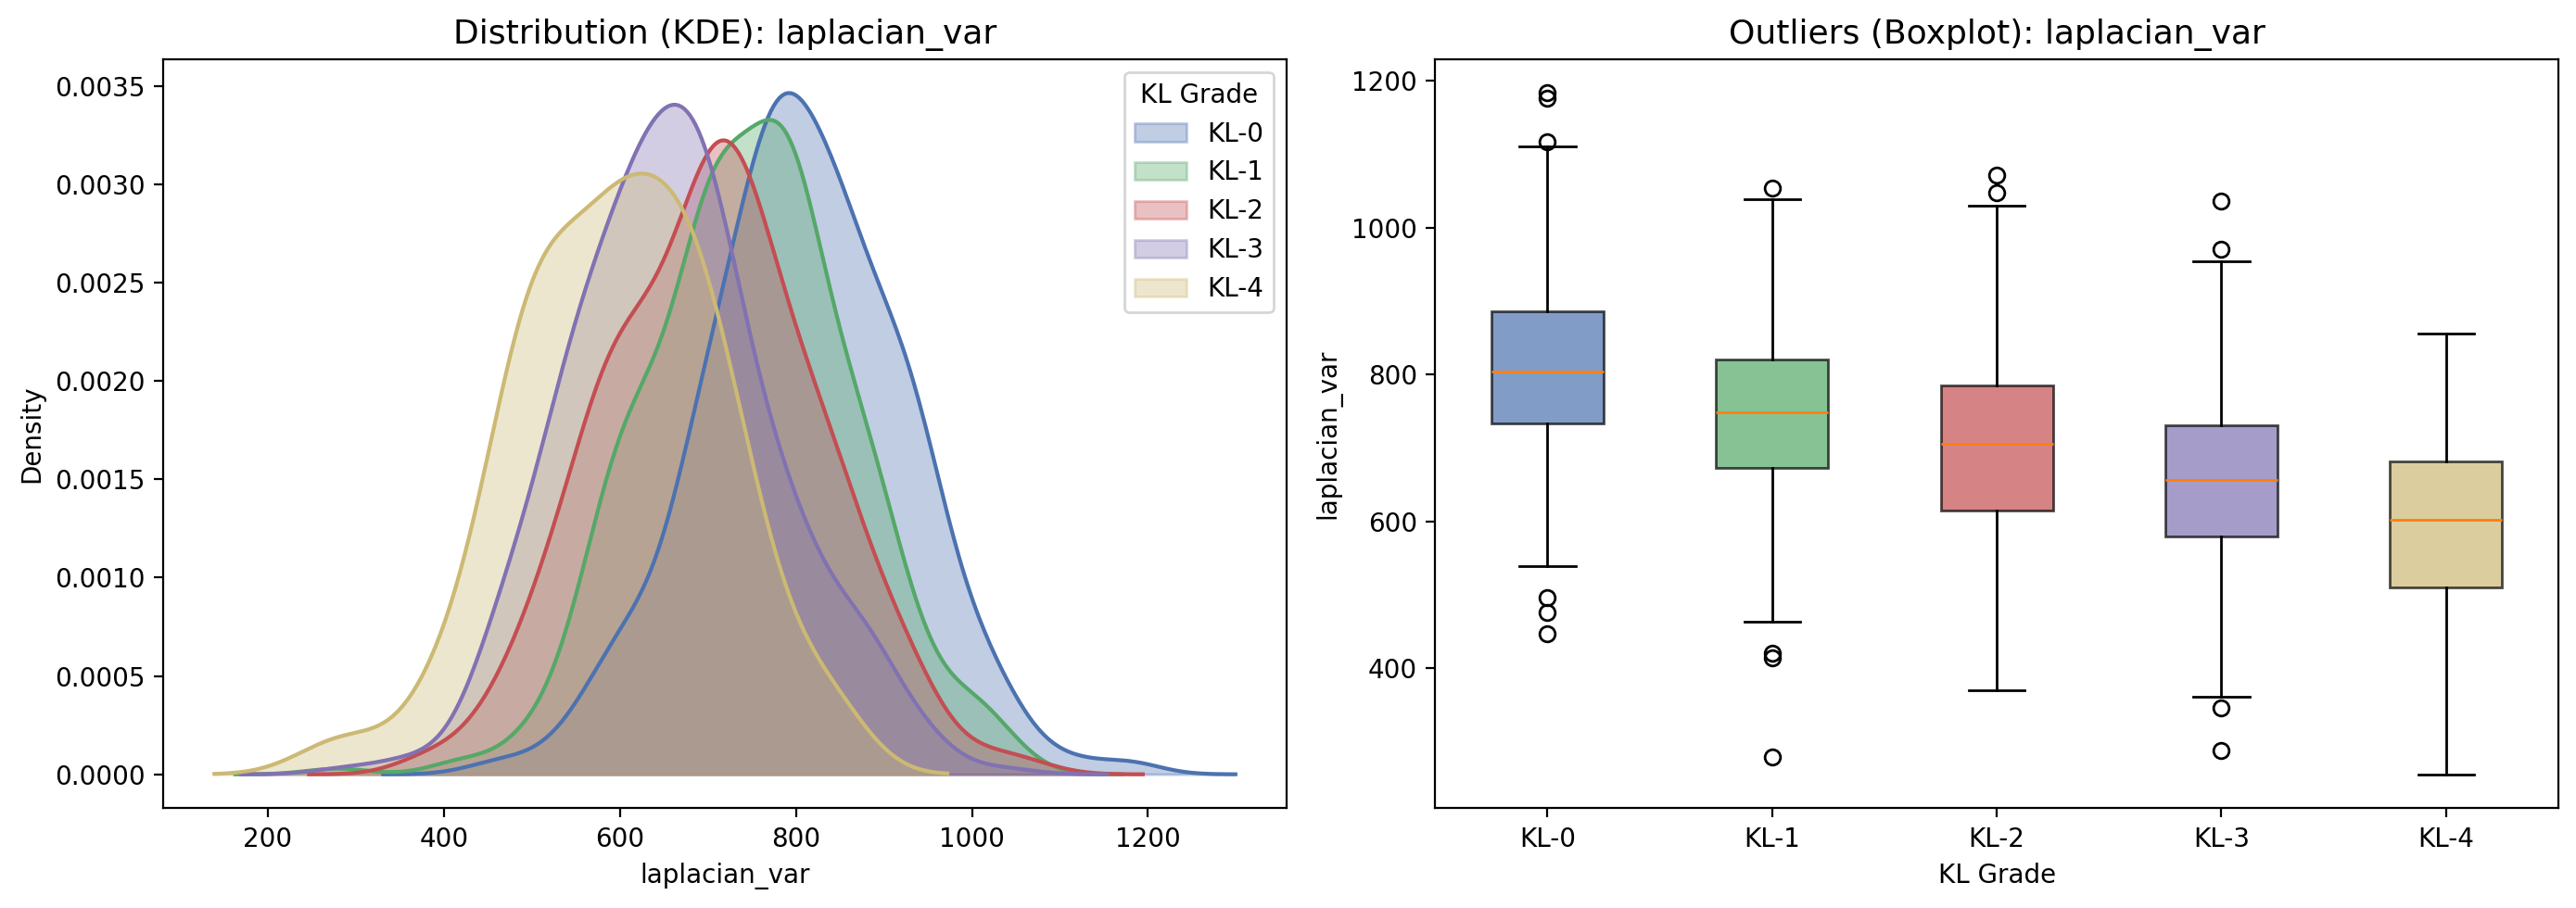 Distribution (KDE): laplacian_var
0.0035
0.0030
0.0025
0.0020
0.0015
0.0010
0.0005
0.0000
Density
200 400 600 800 1000 1200
laplacian_var
KL Grade
KL-0
KL-1
KL-2
KL-3
KL-4
Outliers (Boxplot): laplacian_var
1200
1000
800
600
400
laplacian_var
KL-0 KL-1 KL-2 KL-3 KL-4
KL Grade